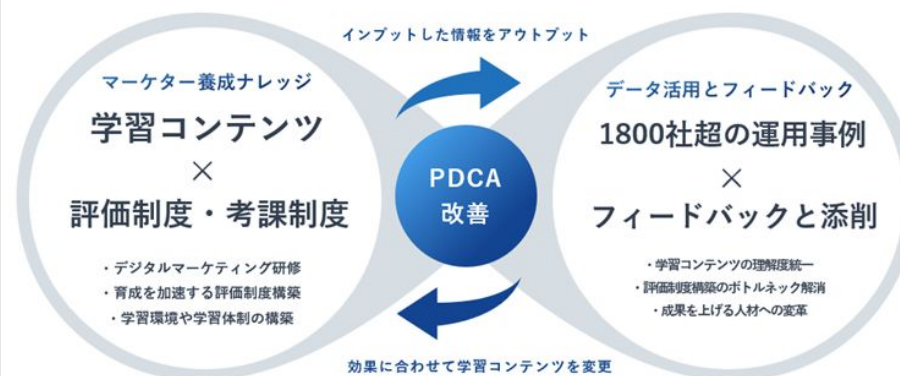 インプットした情報をアウトプット
マーケター養成ナレッジ
学習コンテンツ
×
評価制度・考課制度
・デジタルマーケティング研修
・育成を加速する評価制度構築
・学習環境や学習体制の構築
PDCA
改善
データ活用とフィードバック
1800社超の運用事例
×
フィードバックと添削
・学習コンテンツの理解度統一
・評価制度構築のボトルネック解消
・成果を上げる人材への変革
効果に合わせて学習コンテンツを変更